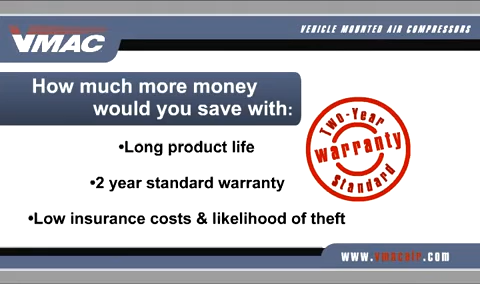 VMAC
VEHICLE MOUNTED AIR COMPRESSORS
How much more money
would you save with:
•Long product life
•2 year standard warranty
•Low insurance costs & likelihood of theft
Two-Year
warranty
Standard
www.vmacair.com